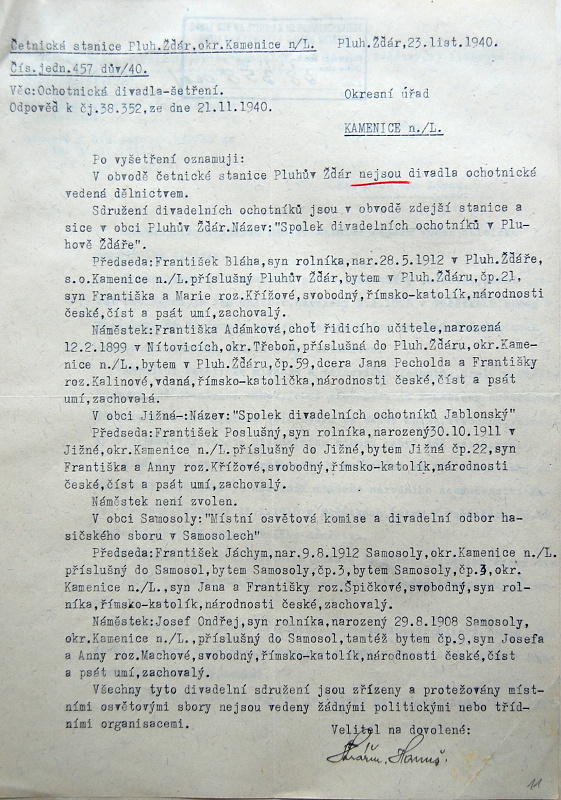 Četnická stanice Pluh.Žďár,okr.Kamenice n/L.
Pluh.Žďár,23.list.1940.
Čís.jedn.457 dův/40.
Věc:Ochotnická divadla-šetření.
Odpověd k čj.38.352,ze dne 21.11.1940.
Okresní úřad
KAMENICE n./L.
Po vyšetření oznamuji:
V obvodě četnické stanice Pluhův Žďár nejsou divadla ochotnická
vedená dělnictvem.
Sdružení divadelních ochotníků jsou v obvodě zdejší stanice a
sice v obci Pluhův Žďár.Název:"Spolek divadelních ochotníků v Plu-
hově Žďáře".
Předseda:František Bláha,syn rolníka,nar.28.5.1912 v Pluh.Žďáře,
s.o.Kamenice n./L.příslušný Pluhův Žďár,bytem v Pluh.Žďáru,čp.21,
syn Františka a Marie roz.Křížové,svobodný,římsko-katolík,národnosti
české,číst a psát umí,zachovalý.
Náměstek:Františka Adámková,choť řidicího učitele,narozená
12.2.1899 v Nítovicích,okr.Třeboň,příslušná do Pluh.Žďáru,okr.Kame-
nice n./L.,bytem v Pluh.Žďáru,čp.59,dcera Jana Pecholda a Františky
roz.Kalinové,vdaná,římsko-katolička,národnosti české,číst a psát
umí,zachovalá.
V obci Jižná-:Název:"Spolek divadelních ochotníků Jablonský"
Předseda:František Poslušný,syn rolníka,narozený30.10.1911 v
Jižné,okr.Kamenice n./L.příslušný do Jižné,bytem Jižná čp.22,syn
Františka a Anny roz.Křížové,svobodný,římsko-katolík,národnosti
české,číst a psát umí,zachovalý.
Náměstek není zvolen.
V obci Samosoly:"Místní osvětová komise a divadelní odbor ha-
sičského sboru v Samosolech"
Předseda:František Jáchym,nar.9.8.1912 Samosoly,okr.Kamenice n./L.
příslušný do Samosol,bytem Samosoly,čp.3,bytem Samosoly,čp.3,okr.
Kamenice n./L.,syn Jana a Františky roz.Špičkové,svobodný,syn rol-
níka,římsko-katolík,národnosti české,zachovalý.
Náměstek:Josef Ondřej,syn rolníka,narozený 29.8.1908 Samosoly,
okr.Kamenice n./L.,příslušný do Samosol,tamtéž bytem čp.9,syn Josefa
a Anny roz.Machové,svobodný,římsko-katolík,národnosti české,číst
a psát umí,zachovalý.
Všechny tyto divadelní sdružení jsou zřízeny a protežovány míst-
ními osvětovými sbory nejsou vedeny žádnými politickými nebo tříd-
ními organisacemi.
Velitel na dovolené:
11